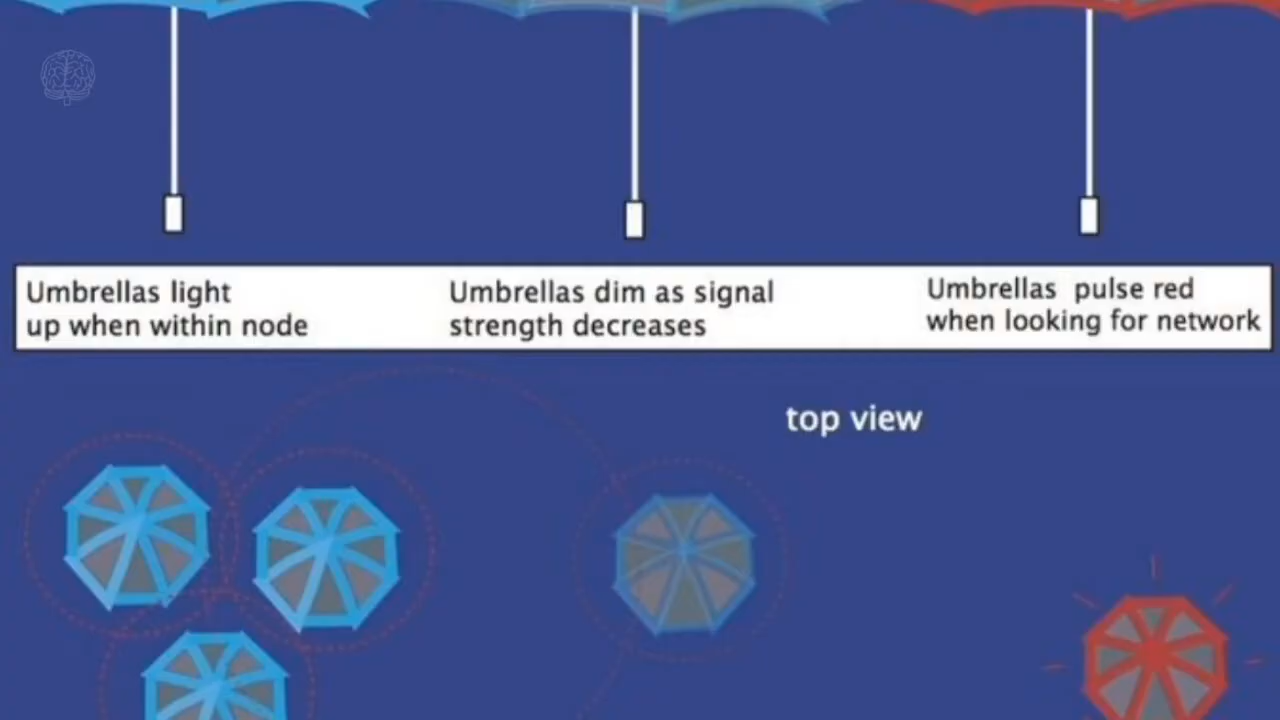 Umbrellas light
up when within node
Umbrellas dim as signal
strength decreases
Umbrellas pulse red
when looking for network
top view